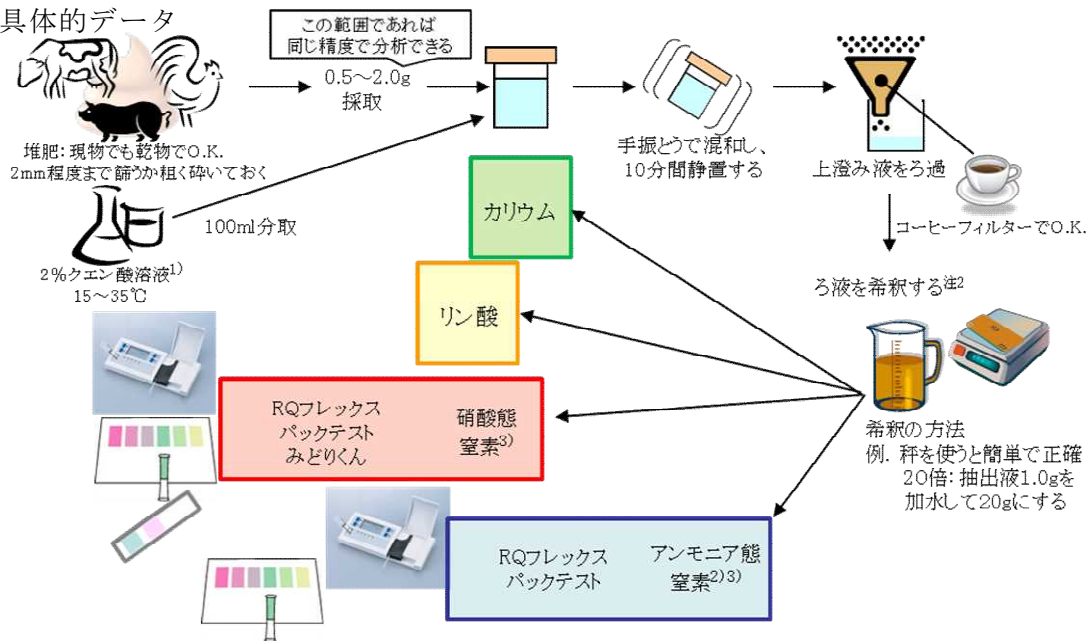 具体的データ
この範囲であれば
同じ精度で分析できる
0.5～2.0g
採取
堆肥：現物でも乾物でO.K.
2mm程度まで篩うか粗く砕いておく
100ml分取
2％クエン酸溶液1)
15～35℃
手振とうで混和し、
10分間静置する
上澄み液をろ過
コーヒーフィルターでO.K.
ろ液を希釈する注2
希釈の方法
例．秤を使うと簡単で正確
20倍：抽出液1.0gを
加水して20gにする
カリウム
リン酸
RQフレックス
パックテスト
みどりくん
硝酸態
窒素3)
RQフレックス
パックテスト
アンモニア態
窒素2)3)